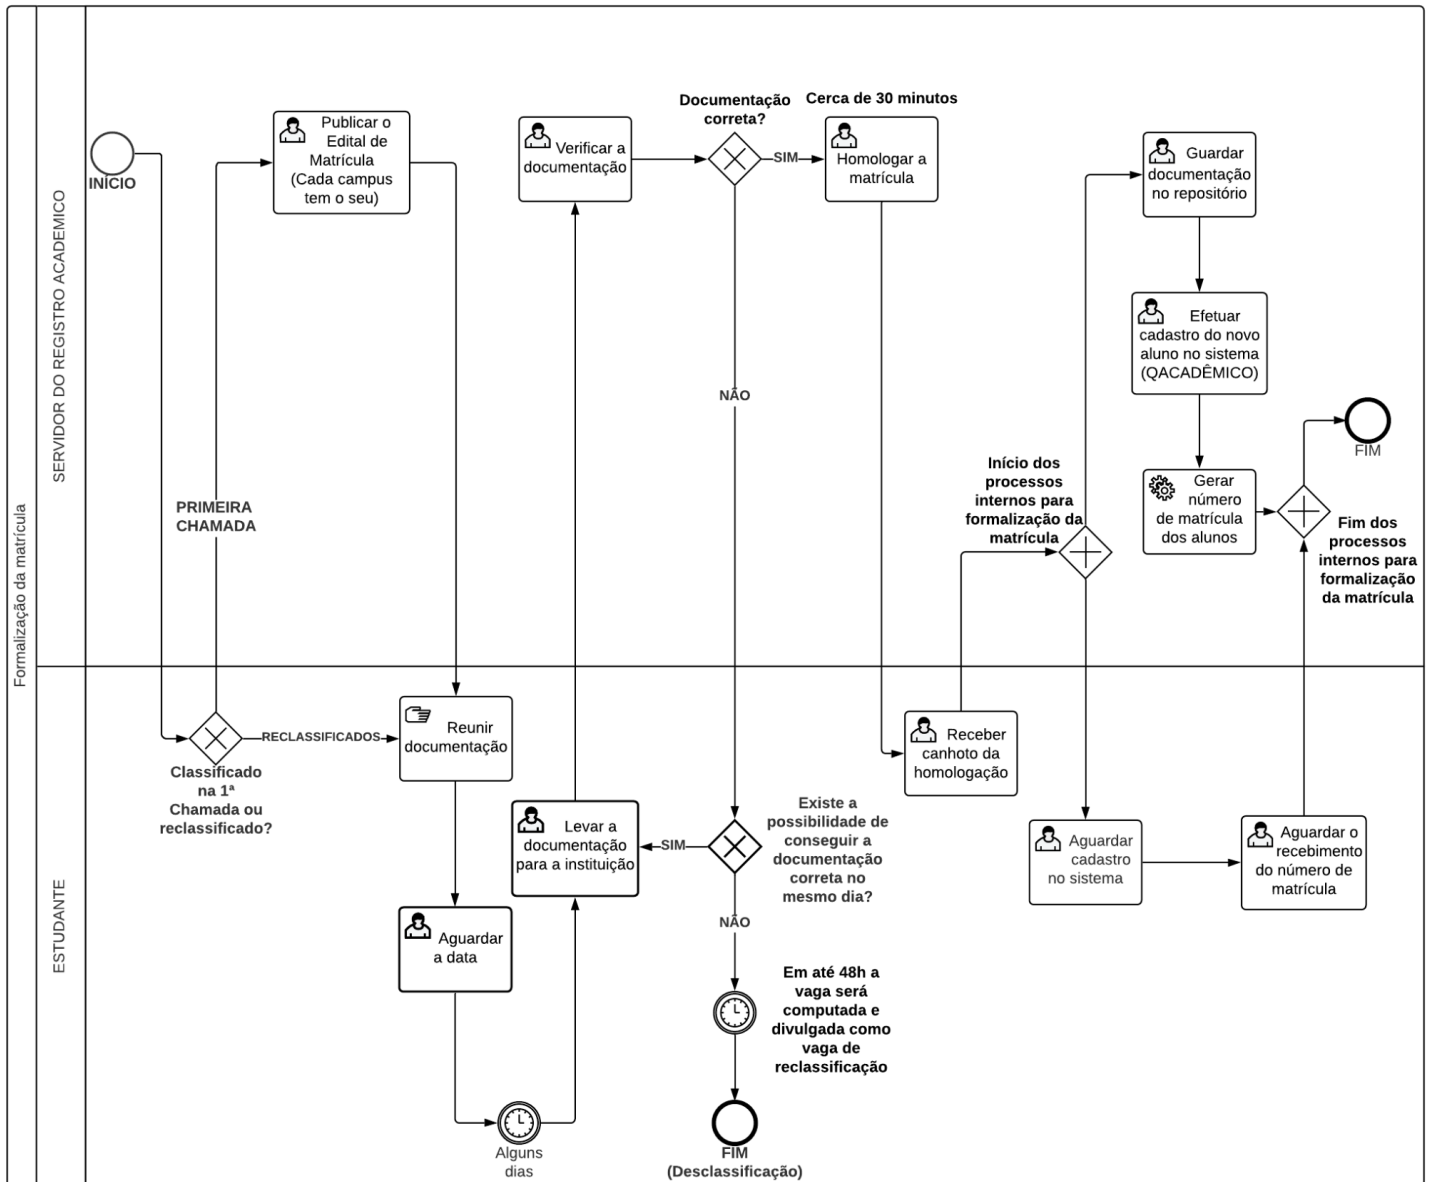 Formalização da matrícula
SERVIDOR DO REGISTRO ACADEMICO
ESTUDANTE
INÍCIO
Publicar o
Edital de
Matrícula
(Cada campus
tem o seu)
PRIMEIRA
CHAMADA
Classificado
na 1ª
Chamada ou
reclassificado?
RECLASSIFICADOS
Reunir
documentação
Aguardar
a data
Alguns
dias
Levar a
documentação
para a instituição
Verificar a
documentação
Documentação
correta?
SIM
NÃO
Cerca de 30 minutos
Homologar a
matrícula
Existe a
possibilidade de
conseguir a
documentação
correta no
mesmo dia?
SIM
NÃO
Em até 48h a
vaga será
computada e
divulgada como
vaga de
reclassificação
FIM
(Desclassificação)
Receber
canhoto da
homologação
Início dos
processos
internos para
formalização da
matrícula
Guardar
documentação
no repositório
Efetuar
cadastro do novo
aluno no sistema
(QACADÊMICO)
Gerar
número
de matrícula
dos alunos
Aguardar
cadastro
no sistema
Aguardar o
recebimento
do número de
matrícula
Fim dos
processos
internos para
formalização
da matrícula
FIM